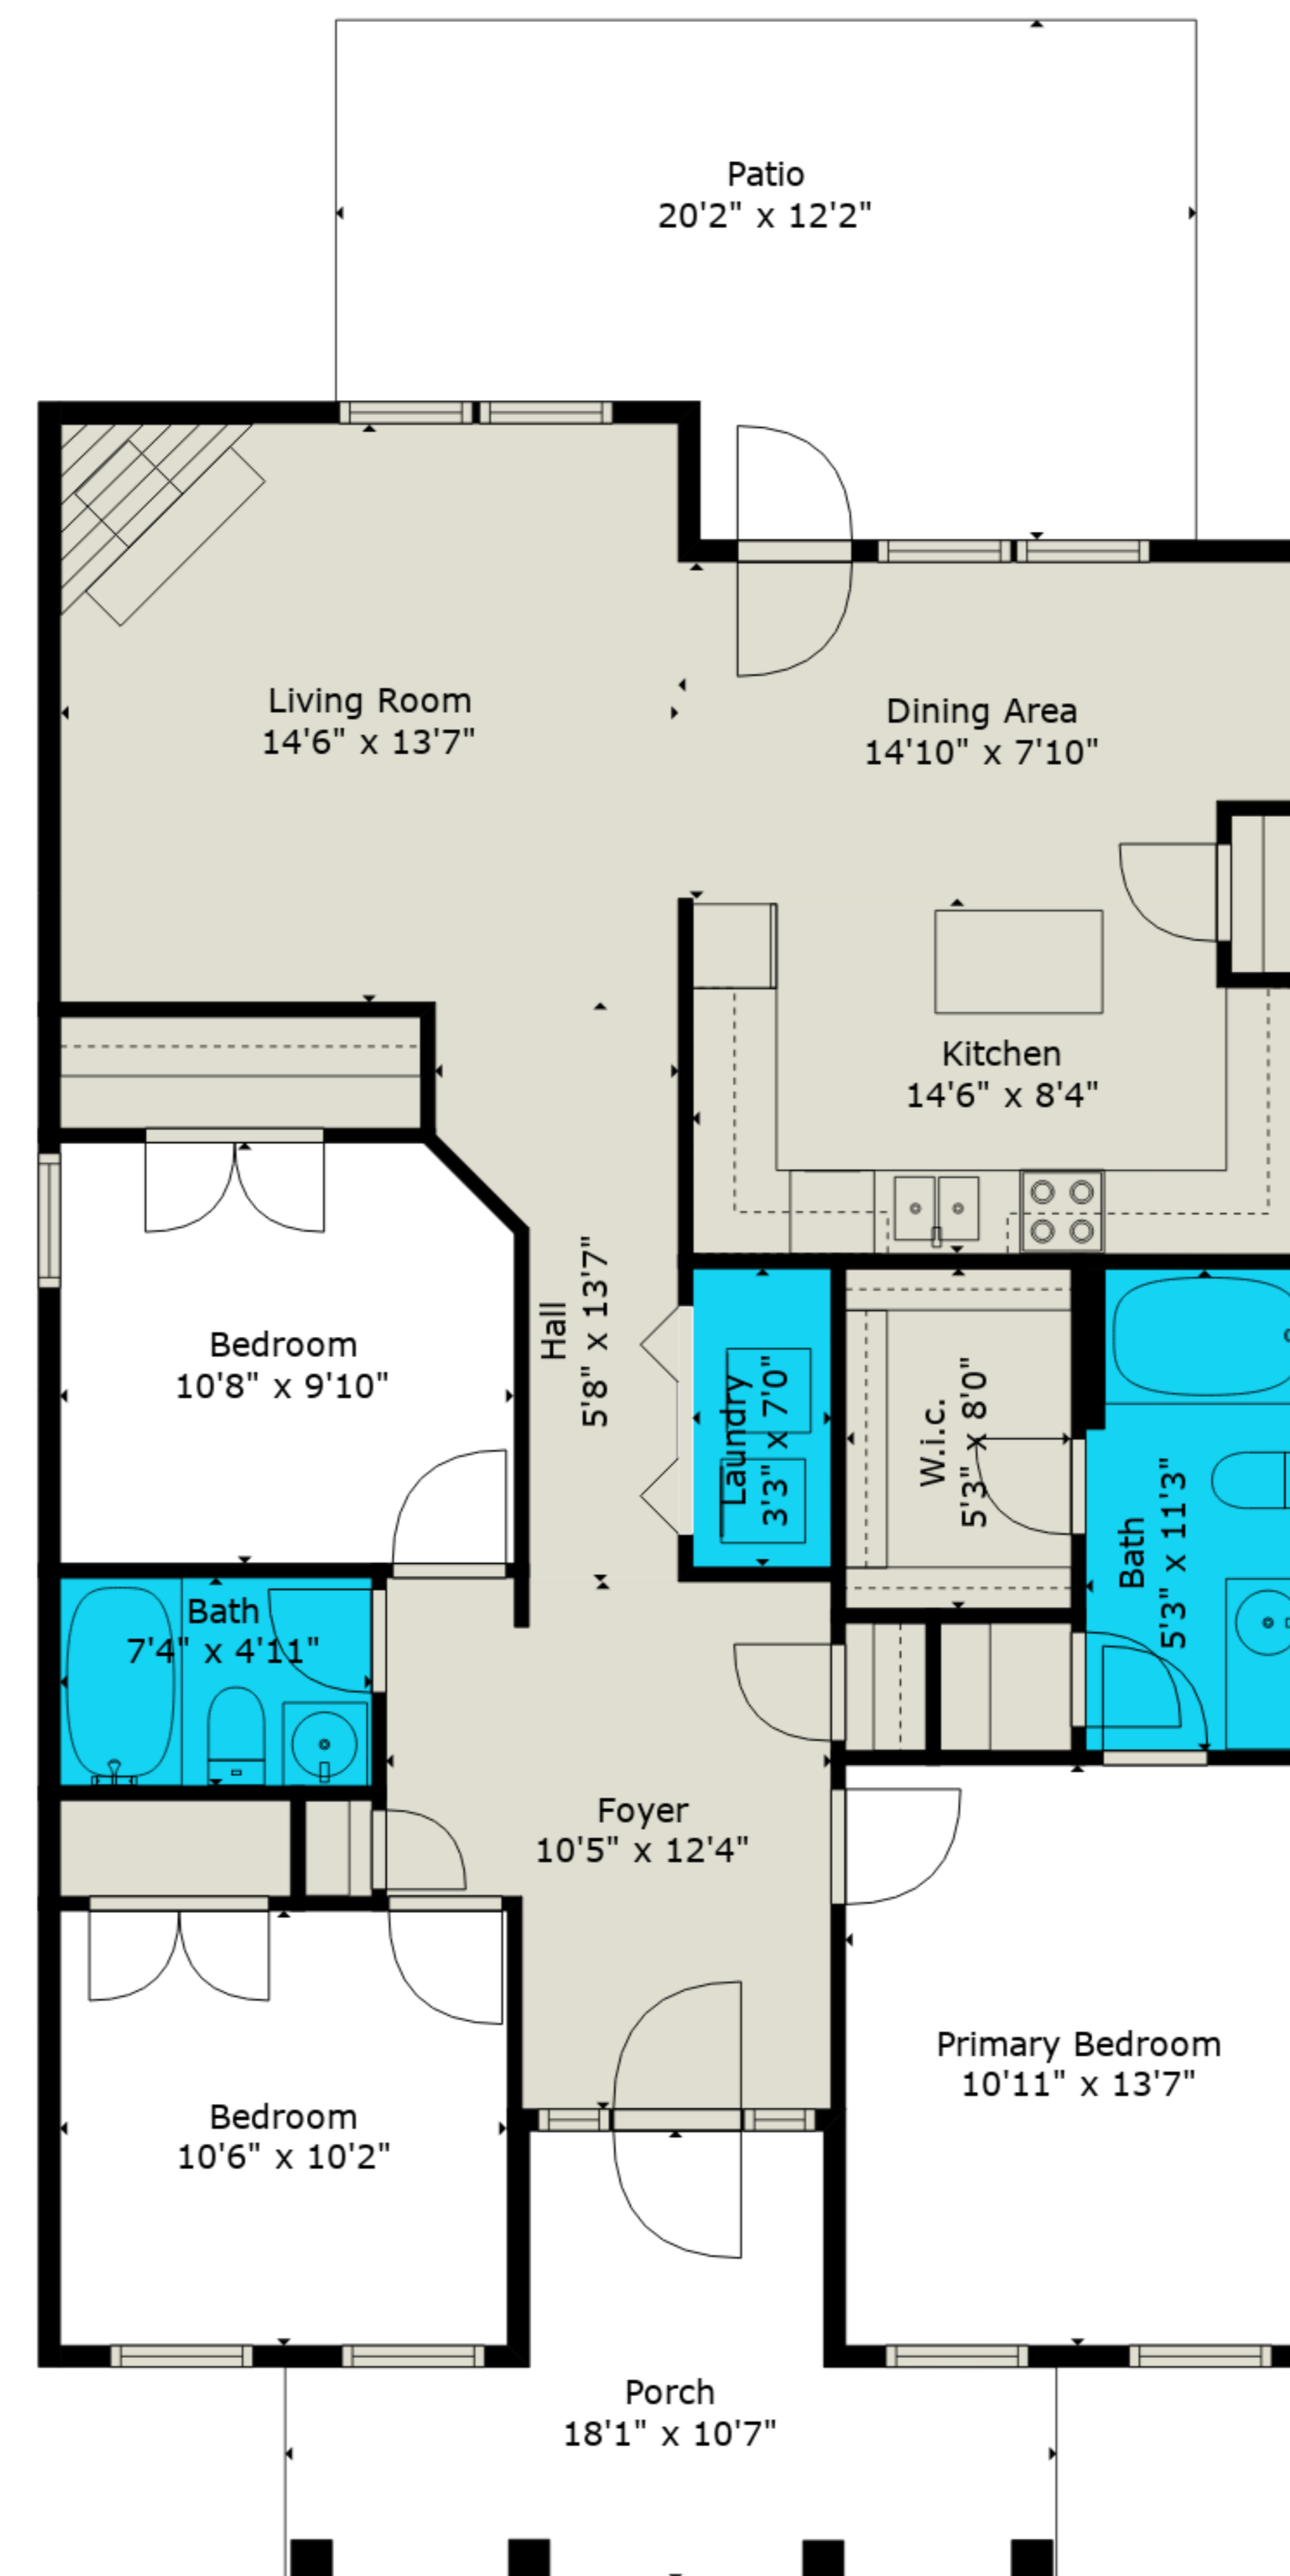 Patio
20'2" x 12'2"
Living Room
14'6" x 13'7"
Dining Area
14'10" x 7'10"
Kitchen
14'6" x 8'4"
Hall
5'8" x 13'7"
Bedroom
10'8" x 9'10"
Laundry
3'3" x 7'0"
W.i.c.
5'3" x 8'0"
Bath
5'3" x 11'3"
Bath
7'4" x 4'11"
Foyer
10'5" x 12'4"
Primary Bedroom
10'11" x 13'7"
Bedroom
10'6" x 10'2"
Porch
18'1" x 10'7"